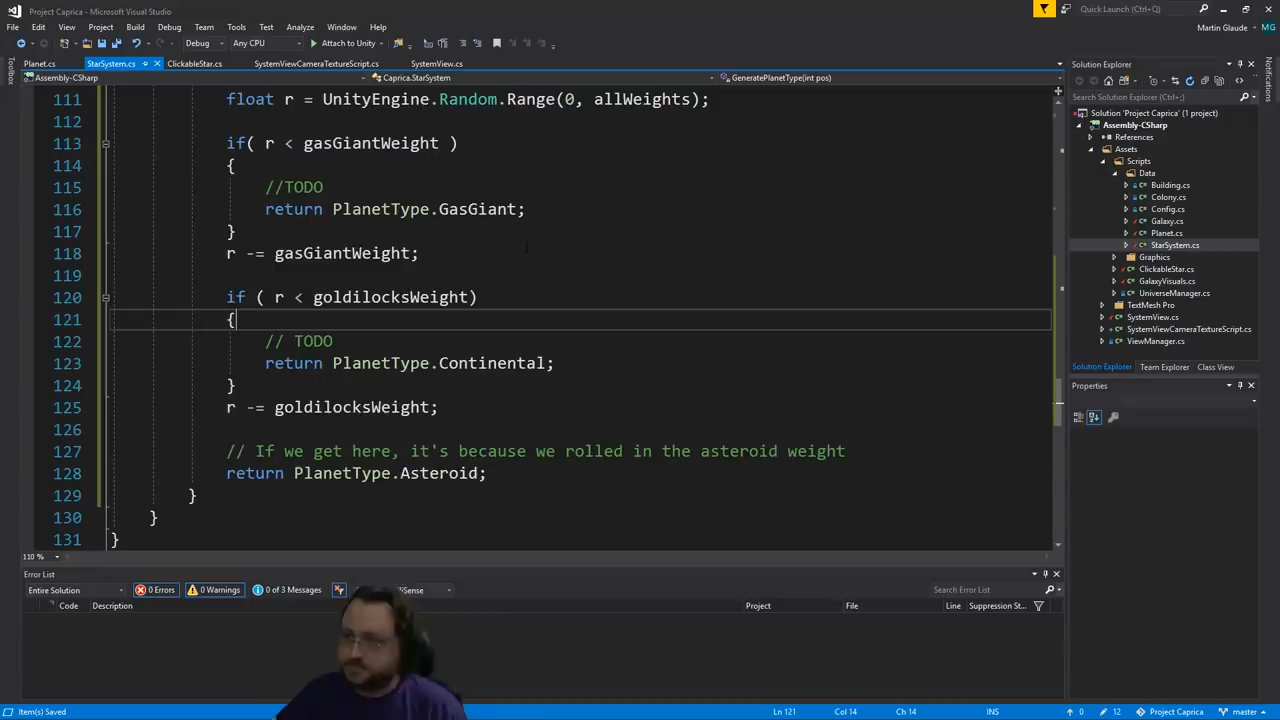 Project Caprica - Microsoft Visual Studio
Quick Launch (Ctrl+Q)
File Edit View Project Build Debug Team Tools Test Analyze Window Help
Martin Glaude MG
Debug Any CPU Attach to Unity
Toolbox
Planet.cs StarSystem.cs ClickableStar.cs SystemViewCameraTextureScript.cs SystemView.cs
Assembly-CSharp Caprica.StarSystem GeneratePlanetType(int pos)
111 float r = UnityEngine.Random.Range(0, allWeights);
112
113 if( r < gasGiantWeight )
114 {
115 //TODO
116 return PlanetType.GasGiant;
117 }
118 r -= gasGiantWeight;
119
120 if ( r < goldilocksWeight)
121 {
122 // TODO
123 return PlanetType.Continental;
124 }
125 r -= goldilocksWeight;
126
127 // If we get here, it's because we rolled in the asteroid weight
128 return PlanetType.Asteroid;
129 }
130 }
131 }
110 %
Solution Explorer
Search Solution Explorer (Ctrl+;)
Solution 'Project Caprica' (1 project)
Assembly-CSharp
References
Assets
Scripts
Data
Building.cs
Colony.cs
Config.cs
Galaxy.cs
Planet.cs
StarSystem.cs
Graphics
ClickableStar.cs
GalaxyVisuals.cs
UniverseManager.cs
TextMesh Pro
SystemView.cs
SystemViewCameraTextureScript.cs
ViewManager.cs
Solution Explorer Team Explorer Class View
Properties
Notifications
Error List
Entire Solution 0 Errors 0 Warnings 0 of 3 Messages
Search Error List
Code Description Project File Line Suppression St...
Item(s) Saved Ln 121 Col 14 Ch 14 INS 0 12 Project Caprica master